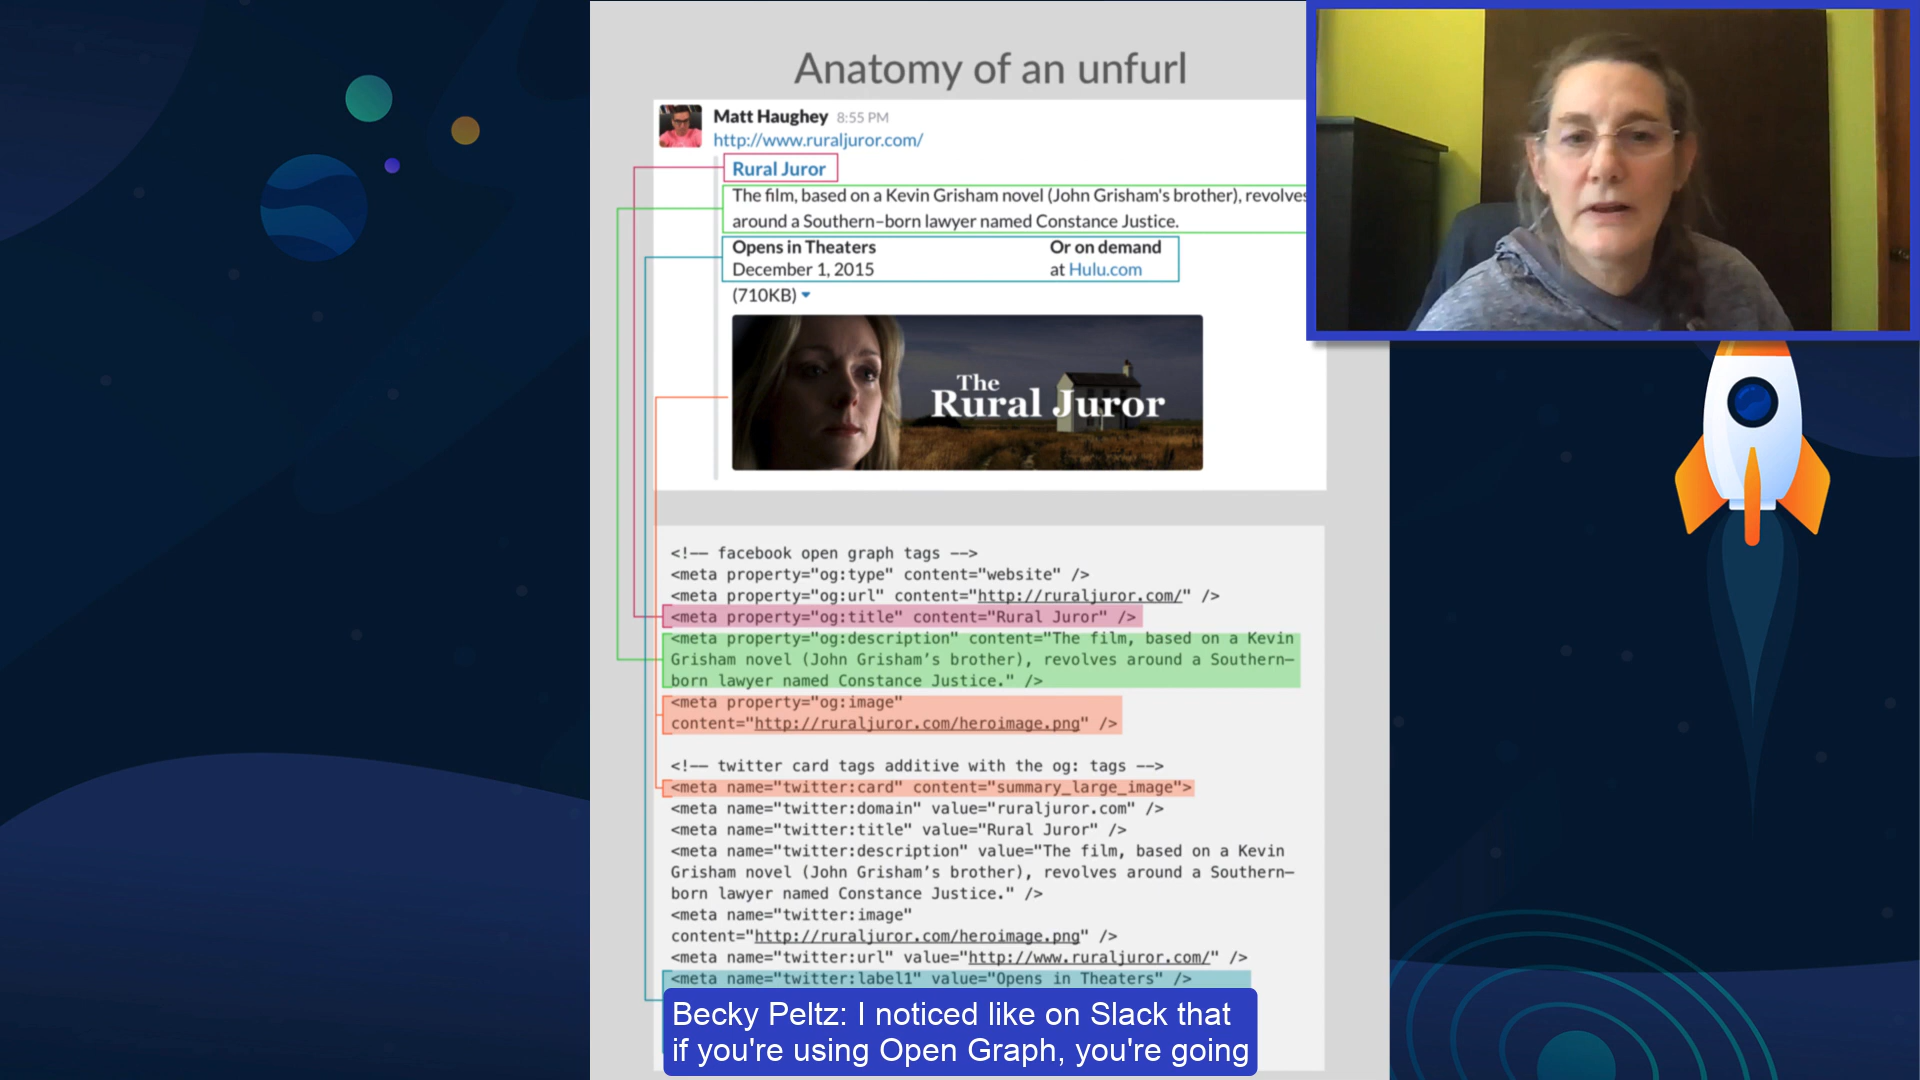 Anatomy of an unfurl
Matt Haughey 8:55 PM
http://www.ruraljuror.com/
Rural Juror
The film, based on a Kevin Grisham novel (John Grisham's brother), revolves
around a Southern–born lawyer named Constance Justice.
Opens in Theaters Or on demand
December 1, 2015 at Hulu.com
(710KB)
The
Rural Juror
<!–– facebook open graph tags ––>
<meta property="og:type" content="website" />
<meta property="og:url" content="http://ruraljuror.com/" />
<meta property="og:title" content="Rural Juror" />
<meta property="og:description" content="The film, based on a Kevin
Grisham novel (John Grisham’s brother), revolves around a Southern–
born lawyer named Constance Justice." />
<meta property="og:image"
content="http://ruraljuror.com/heroimage.png" />
<!–– twitter card tags additive with the og: tags ––>
<meta name="twitter:card" content="summary_large_image">
<meta name="twitter:domain" value="ruraljuror.com" />
<meta name="twitter:title" value="Rural Juror" />
<meta name="twitter:description" value="The film, based on a Kevin
Grisham novel (John Grisham’s brother), revolves around a Southern–
born lawyer named Constance Justice." />
<meta name="twitter:image"
content="http://ruraljuror.com/heroimage.png" />
<meta name="twitter:url" value="http://www.ruraljuror.com/" />
<meta name="twitter:label1" value="Opens in Theaters" />
Becky Peltz: I noticed like on Slack that
if you're using Open Graph, you're going